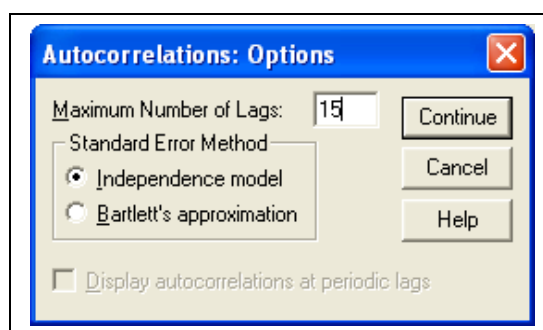 Autocorrelations: Options
Maximum Number of Lags: 15 Continue
Standard Error Method
Independence model Cancel
Bartlett's approximation Help
Display autocorrelations at periodic lags